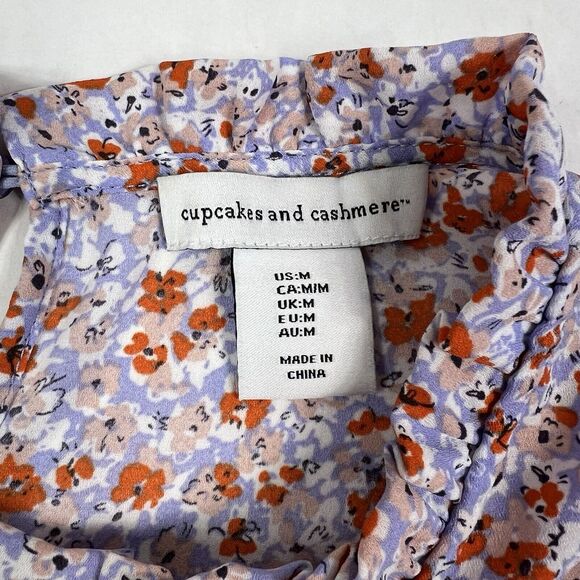 cupcakes and cashmere™
US:M
CA:M/M
UK:M
EU:M
AU:M
MADE IN
CHINA